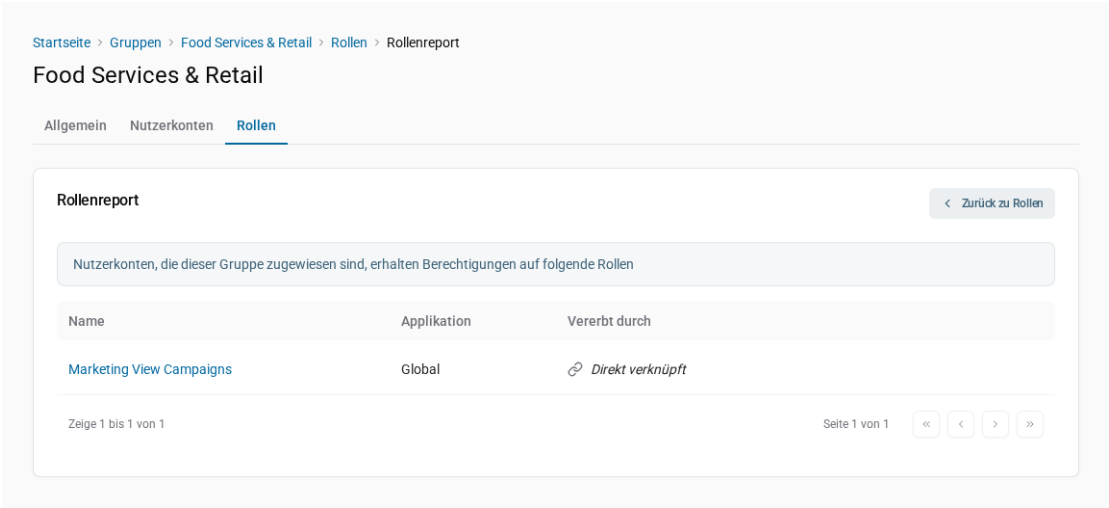 Startseite > Gruppen > Food Services & Retail > Rollen > Rollenreport
Food Services & Retail
Allgemein Nutzerkonten Rollen
Rollenreport
Zurück zu Rollen
Nutzerkonten, die dieser Gruppe zugewiesen sind, erhalten Berechtigungen auf folgende Rollen
Name Applikation Vererbt durch
Marketing View Campaigns Global Direkt verknüpft
Zeige 1 bis 1 von 1 Seite 1 von 1 « ‹ › »